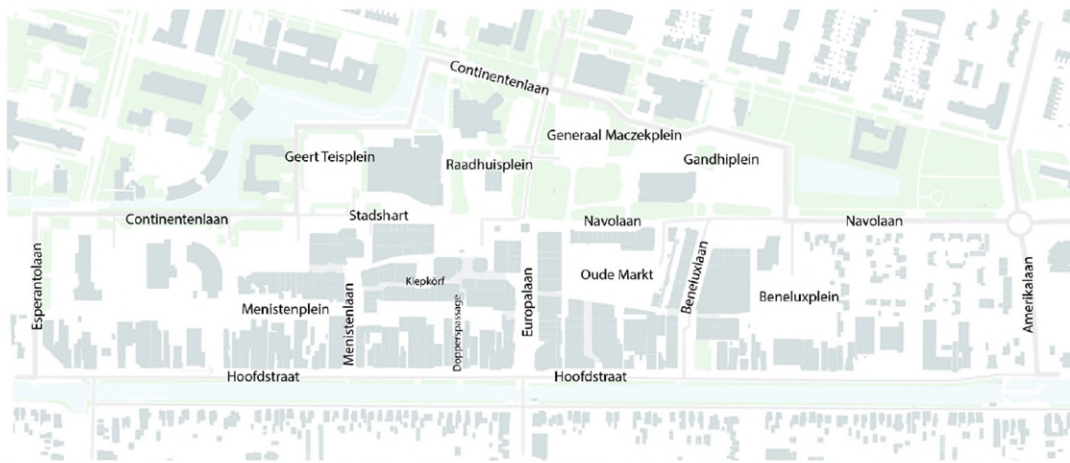 Continentenlaan
Generaal Maczekplein
Geert Teisplein
Raadhuisplein
Gandhiplein
Continentenlaan
Stadshart
Navolaan
Navolaan
Esperantolaan
Menistenplein
Menistenlaan
Kiepkörf
Dopperspassage
Europalaan
Oude Markt
Beneluxlaan
Beneluxplein
Amerikalaan
Hoofdstraat
Hoofdstraat